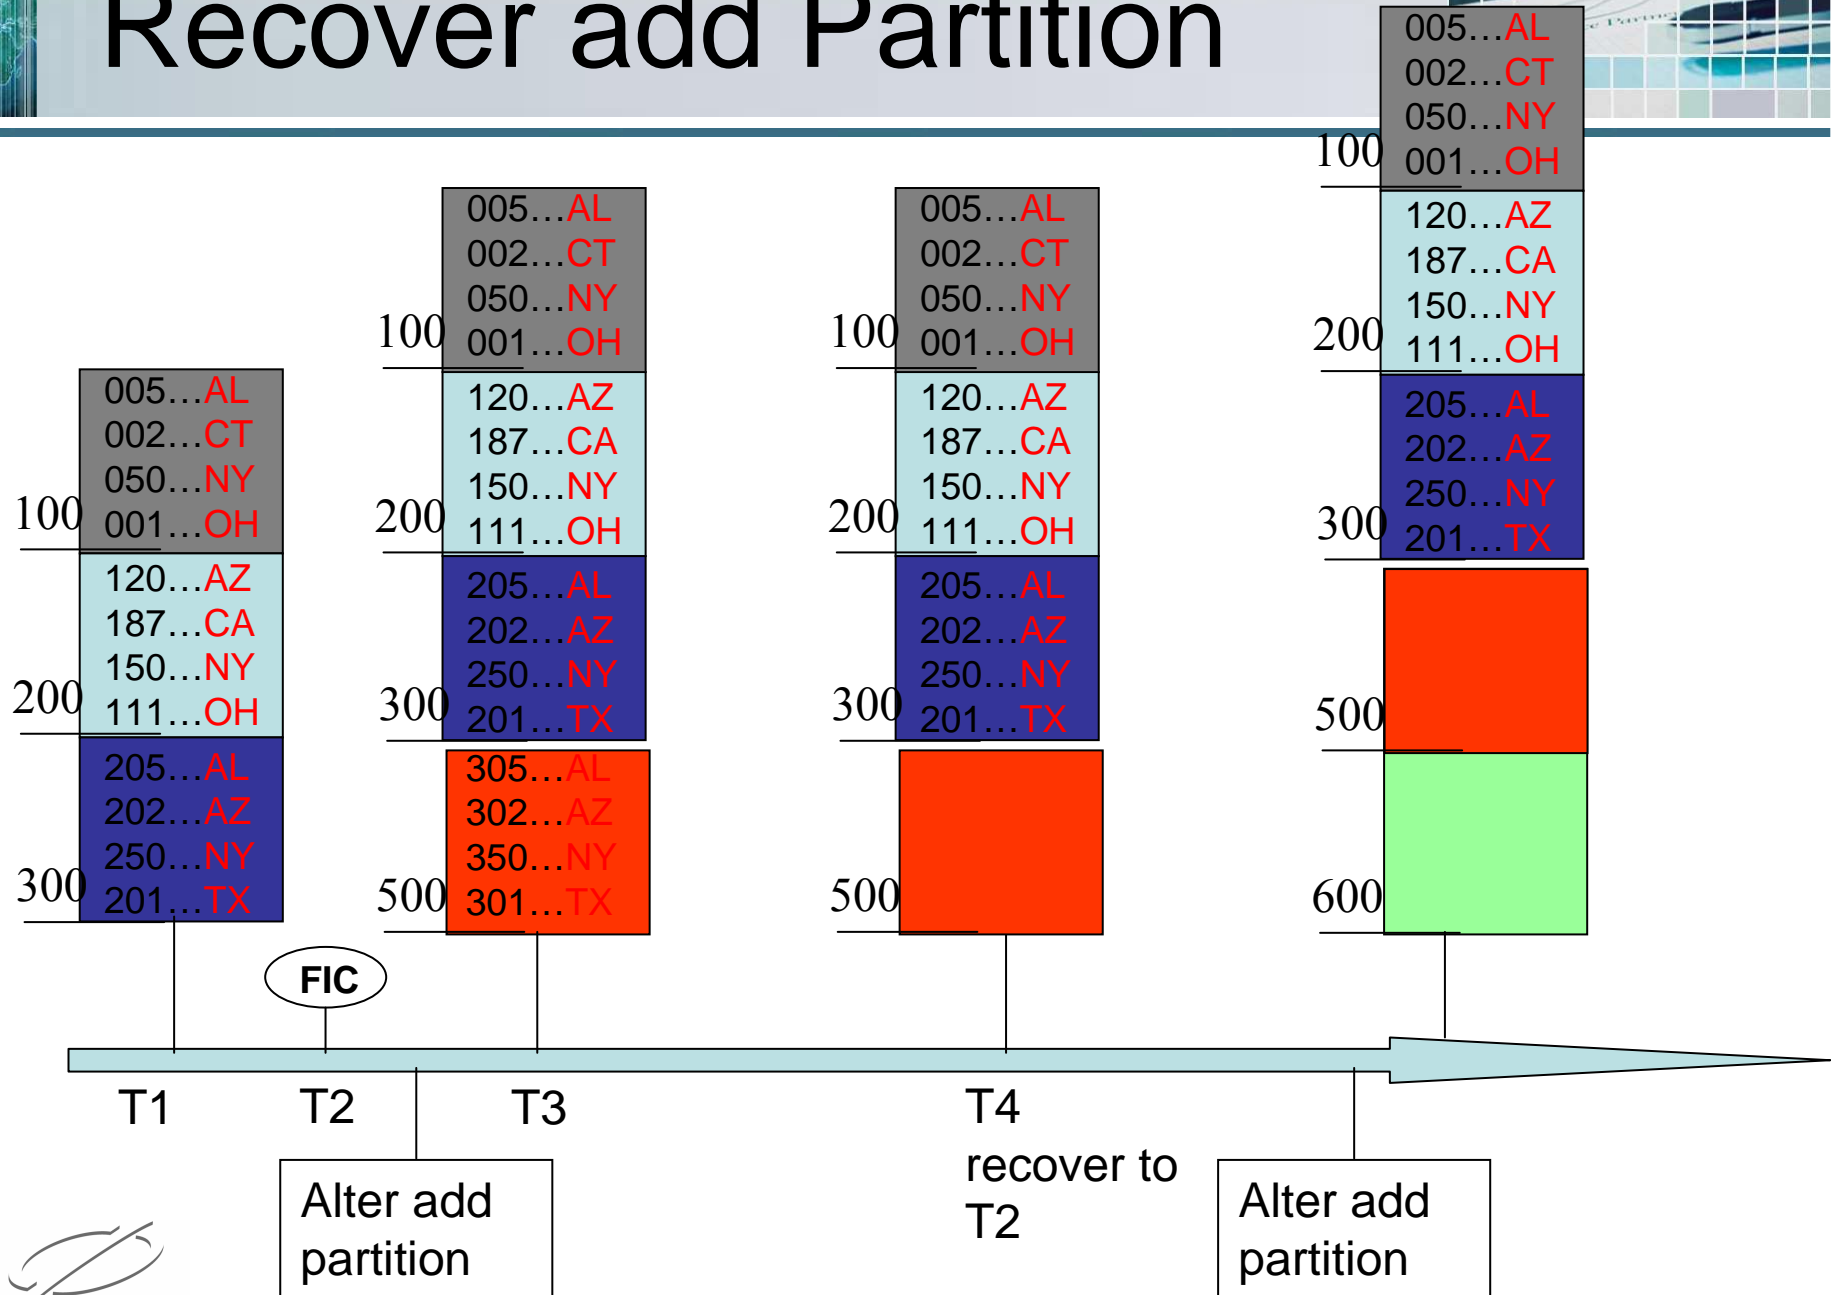 Recover add Partition
005…AL
002…CT
050…NY
001…OH
100
120…AZ
187…CA
150…NY
111…OH
200
205…AL
202…AZ
250…NY
201…TX
300
005…AL
002…CT
050…NY
001…OH
100
120…AZ
187…CA
150…NY
111…OH
200
205…AL
202…AZ
250…NY
201…TX
300
305…AL
302…AZ
350…NY
301…TX
500
005…AL
002…CT
050…NY
001…OH
100
120…AZ
187…CA
150…NY
111…OH
200
205…AL
202…AZ
250…NY
201…TX
300
500
005…AL
002…CT
050…NY
001…OH
100
120…AZ
187…CA
150…NY
111…OH
200
205…AL
202…AZ
250…NY
201…TX
300
500
600
FIC
T1
T2
T3
T4
recover to
T2
Alter add
partition
Alter add
partition